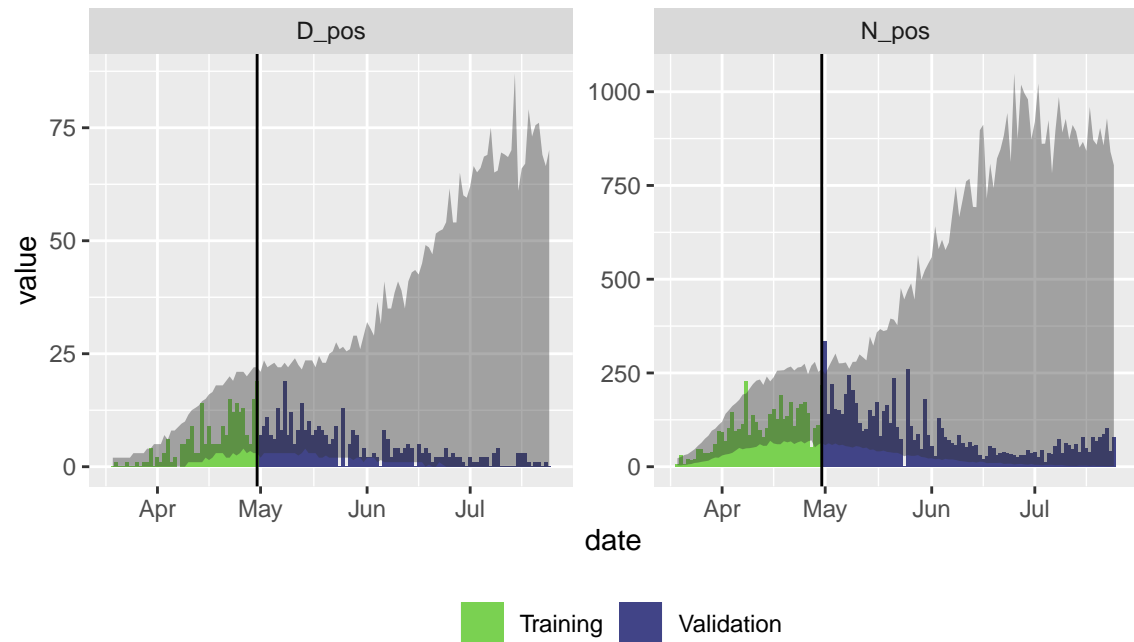 D_pos
N_pos
value
75
50
25
0
1000
750
500
250
0
Apr May Jun Jul
Apr May Jun Jul
date
Training Validation